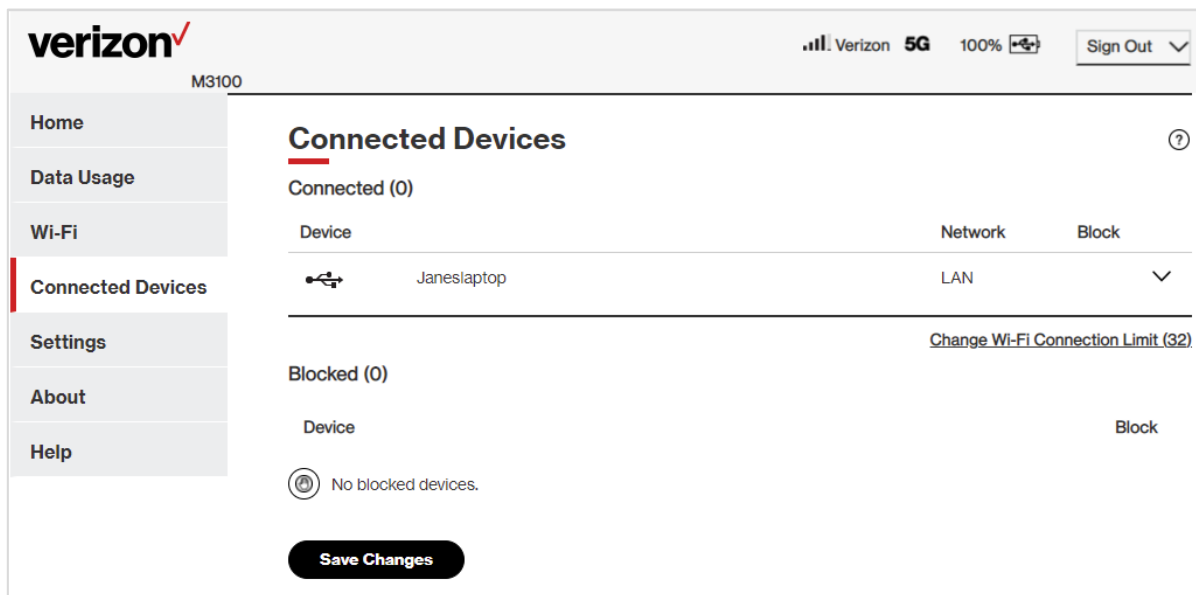 verizon
M3100
Verizon 5G 100% Sign Out
Home
Data Usage
Wi-Fi
Connected Devices
Settings
About
Help
Connected Devices
?
Connected (0)
Device Network Block
Janeslaptop LAN
Change Wi-Fi Connection Limit (32)
Blocked (0)
Device Block
No blocked devices.
Save Changes